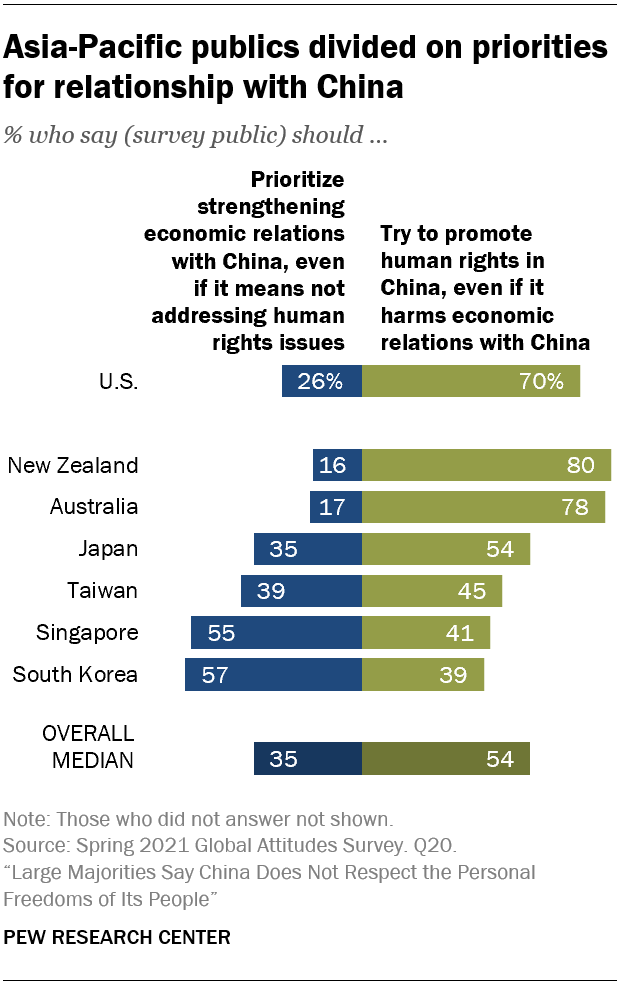 Asia-Pacific publics divided on priorities
for relationship with China
% who say (survey public) should ...
Prioritize
strengthening
economic relations
with China, even
if it means not
addressing human
rights issues
Try to promote
human rights in
China, even if it
harms economic
relations with China
U.S. 26% 70%
New Zealand 16 80
Australia 17 78
Japan 35 54
Taiwan 39 45
Singapore 55 41
South Korea 57 39
OVERALL
MEDIAN 35 54
Note: Those who did not answer not shown.
Source: Spring 2021 Global Attitudes Survey. Q20.
“Large Majorities Say China Does Not Respect the Personal
Freedoms of Its People”
PEW RESEARCH CENTER